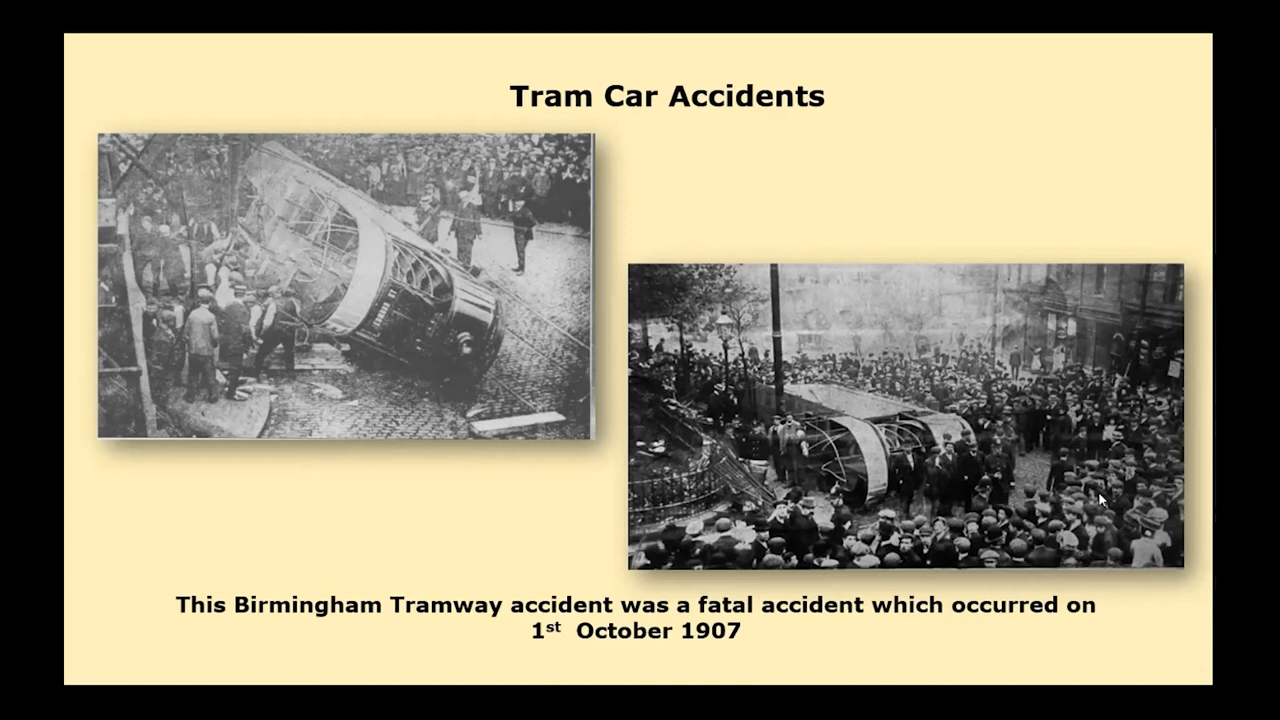 Tram Car Accidents
This Birmingham Tramway accident was a fatal accident which occurred on
1st October 1907